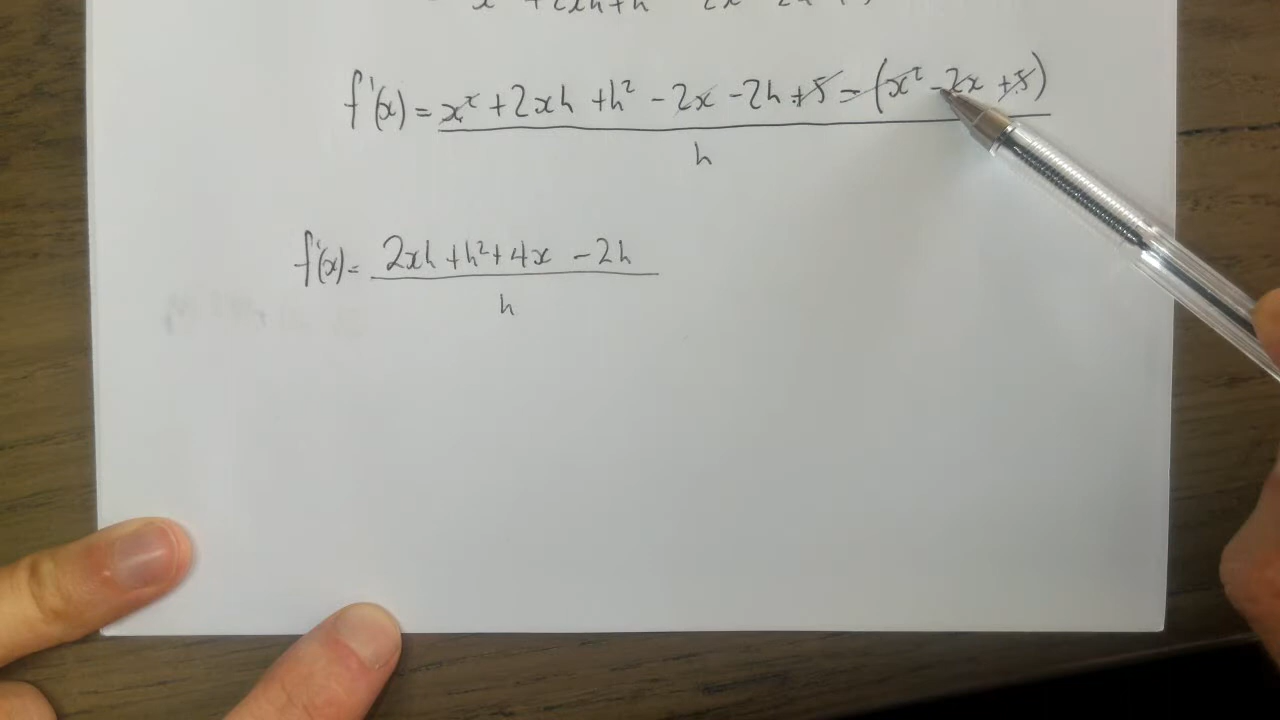 f'(x) = x² + 2xh + h² - 2x - 2h + 5 - (x² - 2x + 5)
h
f'(x) = 2xh + h² + 4x - 2h
h